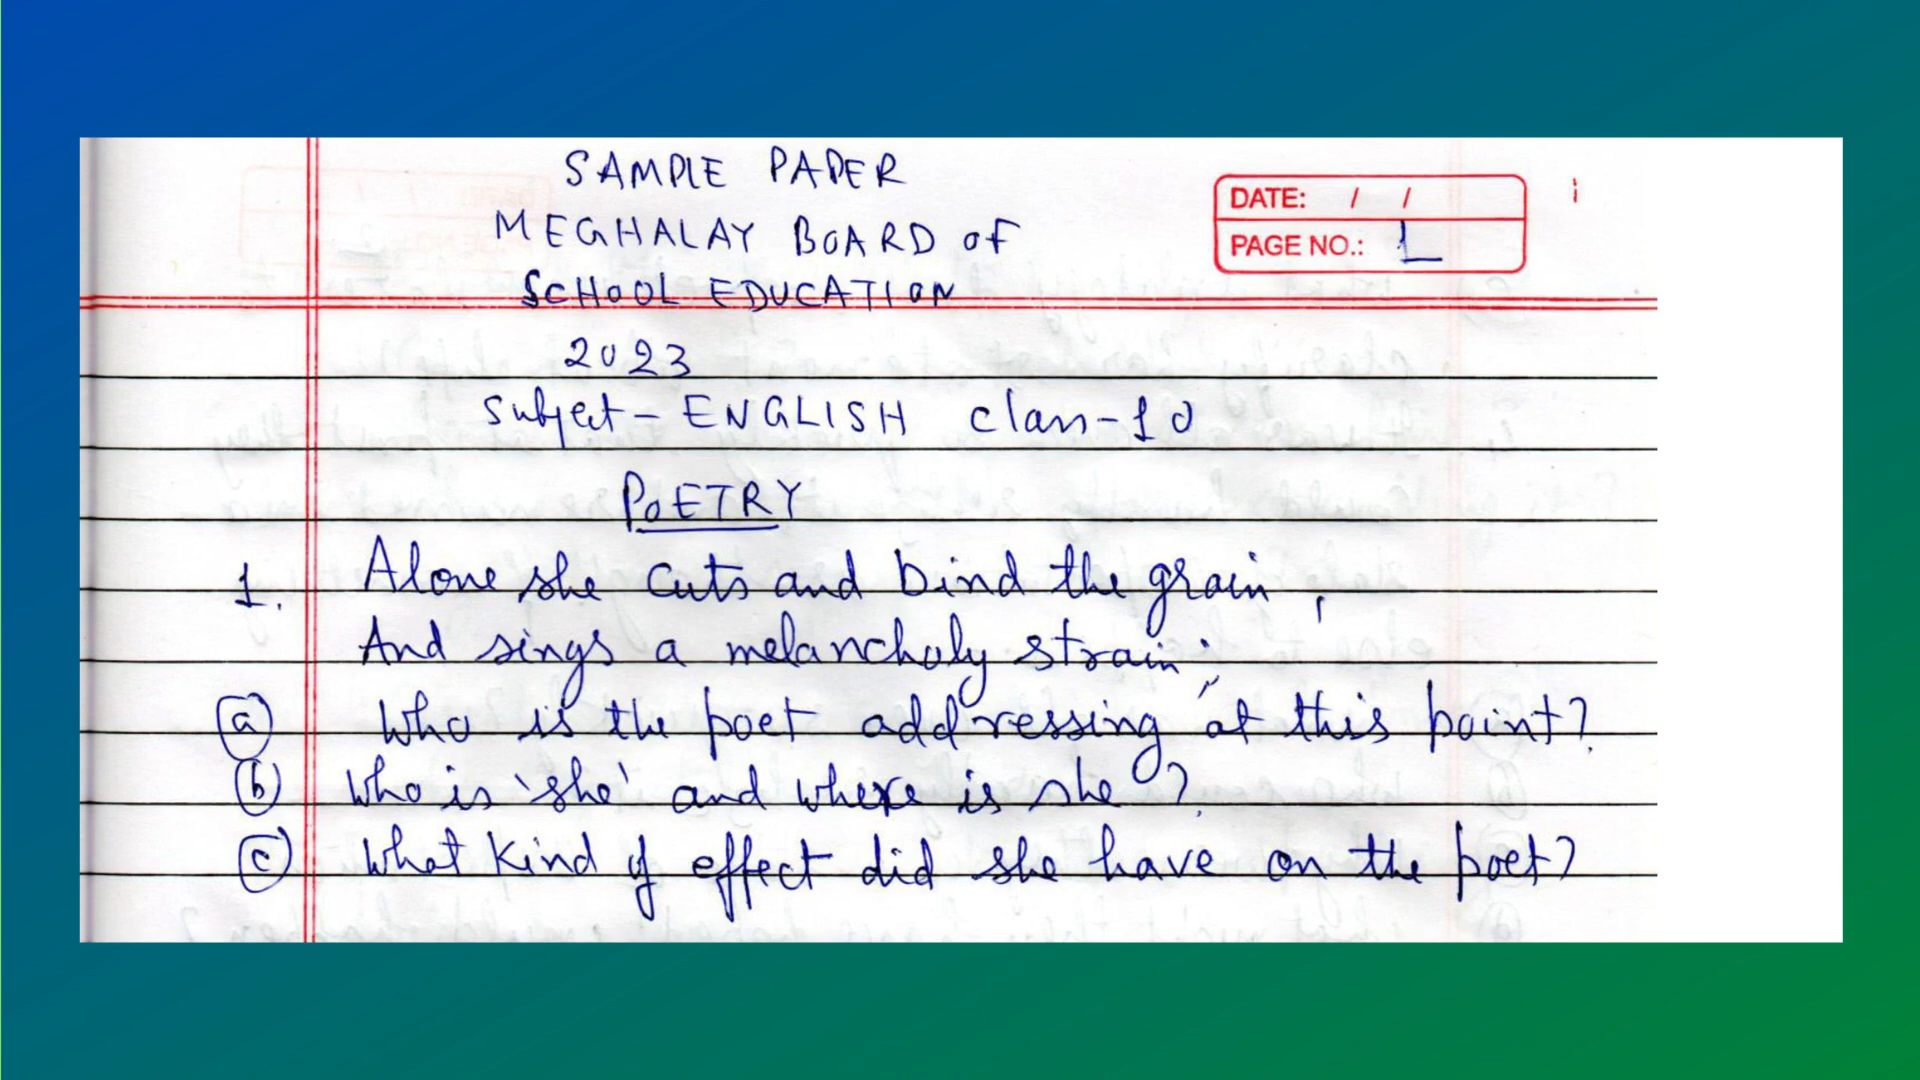 SAMPLE PAPER
DATE: / /
MEGHALAY BOARD OF
PAGE NO.: 1
SCHOOL EDUCATION
2023
Subject - ENGLISH class-10
POETRY
1. Alone she cuts and bind the grain,
And sings a melancholy strain;
(a) Who is the poet addressing at this point?
(b) Who is 'she' and where is she?
(c) What kind of effect did she have on the poet?